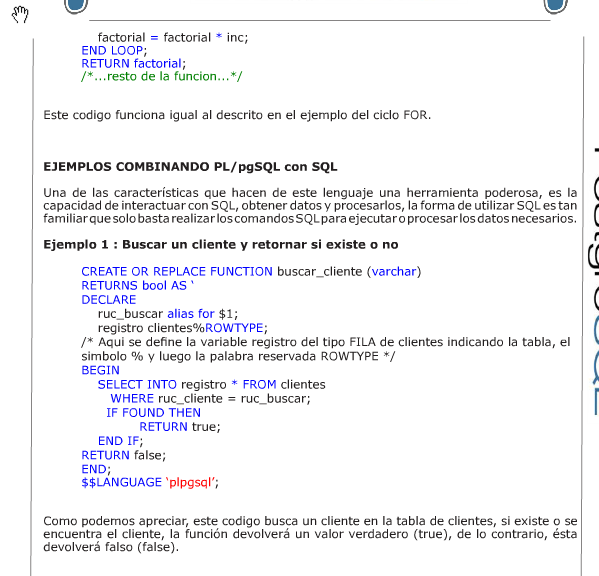 factorial = factorial * inc;
END LOOP;
RETURN factorial;
/*...resto de la funcion...*/
Este codigo funciona igual al descrito en el ejemplo del ciclo FOR.
EJEMPLOS COMBINANDO PL/pgSQL con SQL
Una de las características que hacen de este lenguaje una herramienta poderosa, es la
capacidad de interactuar con SQL, obtener datos y procesarlos, la forma de utilizar SQL es tan
familiar que solo basta realizar los comandos SQL para ejecutar o procesar los datos necesarios.
Ejemplo 1 : Buscar un cliente y retornar si existe o no
CREATE OR REPLACE FUNCTION buscar_cliente (varchar)
RETURNS bool AS ‘
DECLARE
ruc_buscar alias for $1;
registro clientes%ROWTYPE;
/* Aqui se define la variable registro del tipo FILA de clientes indicando la tabla, el
simbolo % y luego la palabra reservada ROWTYPE */
BEGIN
SELECT INTO registro * FROM clientes
WHERE ruc_cliente = ruc_buscar;
IF FOUND THEN
RETURN true;
END IF;
RETURN false;
END;
$$LANGUAGE ‘plpgsql’;
Como podemos apreciar, este codigo busca un cliente en la tabla de clientes, si existe o se
encuentra el cliente, la función devolverá un valor verdadero (true), de lo contrario, ésta
devolverá falso (false).